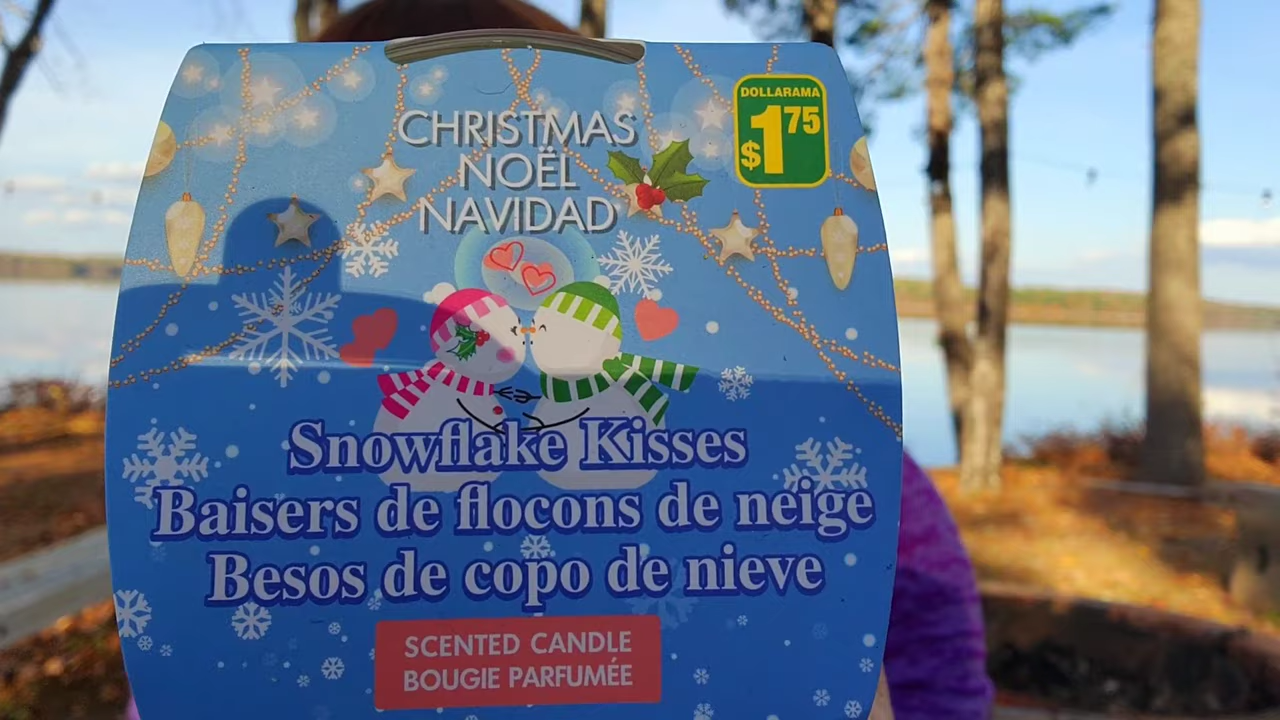 CHRISTMAS
NOËL
NAVIDAD
DOLLARAMA
$1 75
Snowflake Kisses
Baisers de flocons de neige
Besos de copo de nieve
SCENTED CANDLE
BOUGIE PARFUMÉE